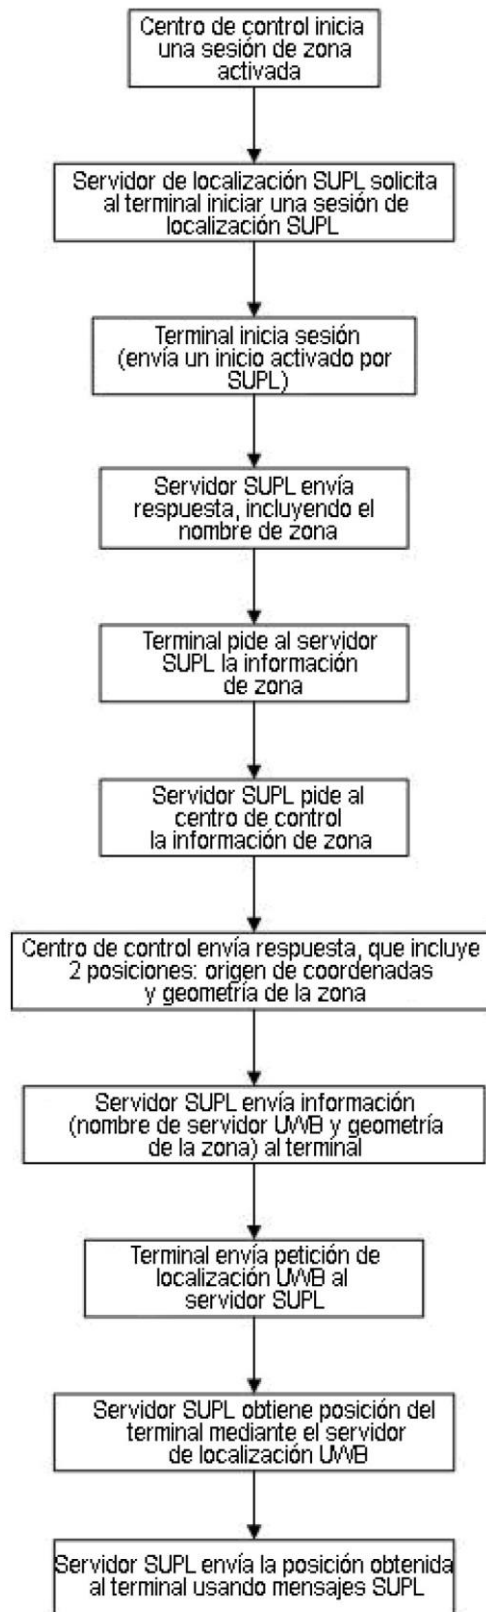 Centro de control inicia
una sesión de zona
activada
Servidor de localización SUPL solicita
al terminal iniciar una sesión de
localización SUPL
Terminal inicia sesión
(envía un inicio activado por
SUPL)
Servidor SUPL envía
respuesta, incluyendo el
nombre de zona
Terminal pide al servidor
SUPL la información
de zona
Servidor SUPL pide al
centro de control
la información de zona
Centro de control envía respuesta, que incluye
2 posiciones: origen de coordenadas
y geometría de la zona
Servidor SUPL envía información
(nombre de servidor UWB y geometría
de la zona) al terminal
Terminal envía petición de
localización UWB al
servidor SUPL
Servidor SUPL obtiene posición del
terminal mediante el servidor
de localización UWB
Servidor SUPL envía la posición obtenida
al terminal usando mensajes SUPL